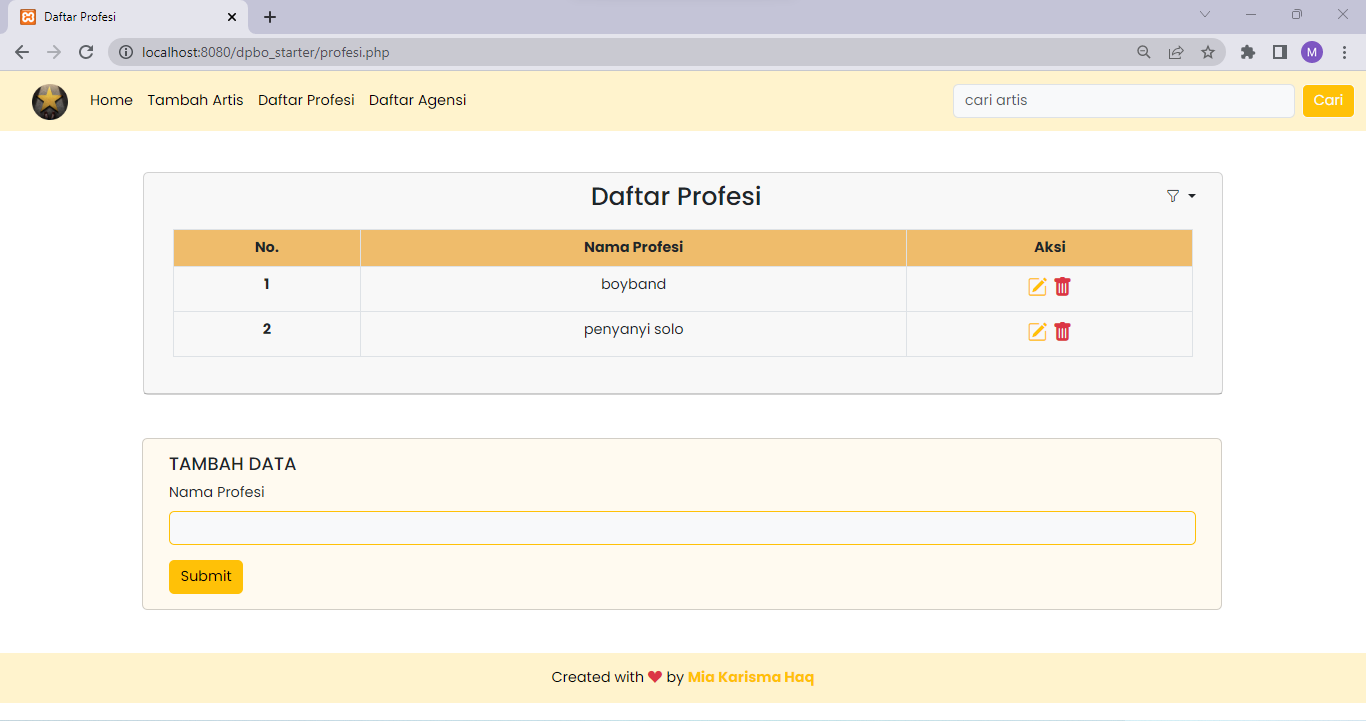 Daftar Profesi
localhost:8080/dpbo_starter/profesi.php
M
Home Tambah Artis Daftar Profesi Daftar Agensi cari artis Cari
Daftar Profesi
No. Nama Profesi Aksi
1 boyband
2 penyanyi solo
TAMBAH DATA
Nama Profesi
Submit
Created with ❤ by Mia Karisma Haq